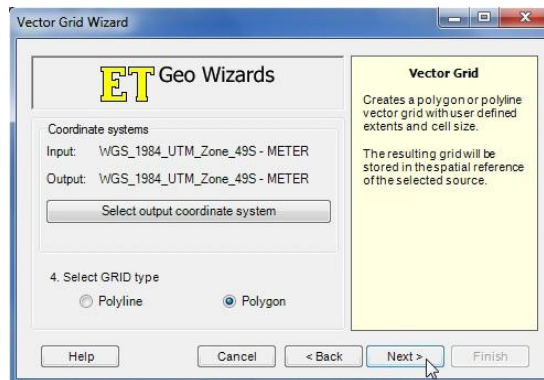 Vector Grid Wizard
ET Geo Wizards
Coordinate systems
Input: WGS_1984_UTM_Zone_49S - METER
Output: WGS_1984_UTM_Zone_49S - METER
Select output coordinate system
4. Select GRID type
Polyline Polygon
Vector Grid
Creates a polygon or polyline
vector grid with user defined
extents and cell size.
The resulting grid will be
stored in the spatial reference
of the selected source.
Help Cancel < Back Next > Finish